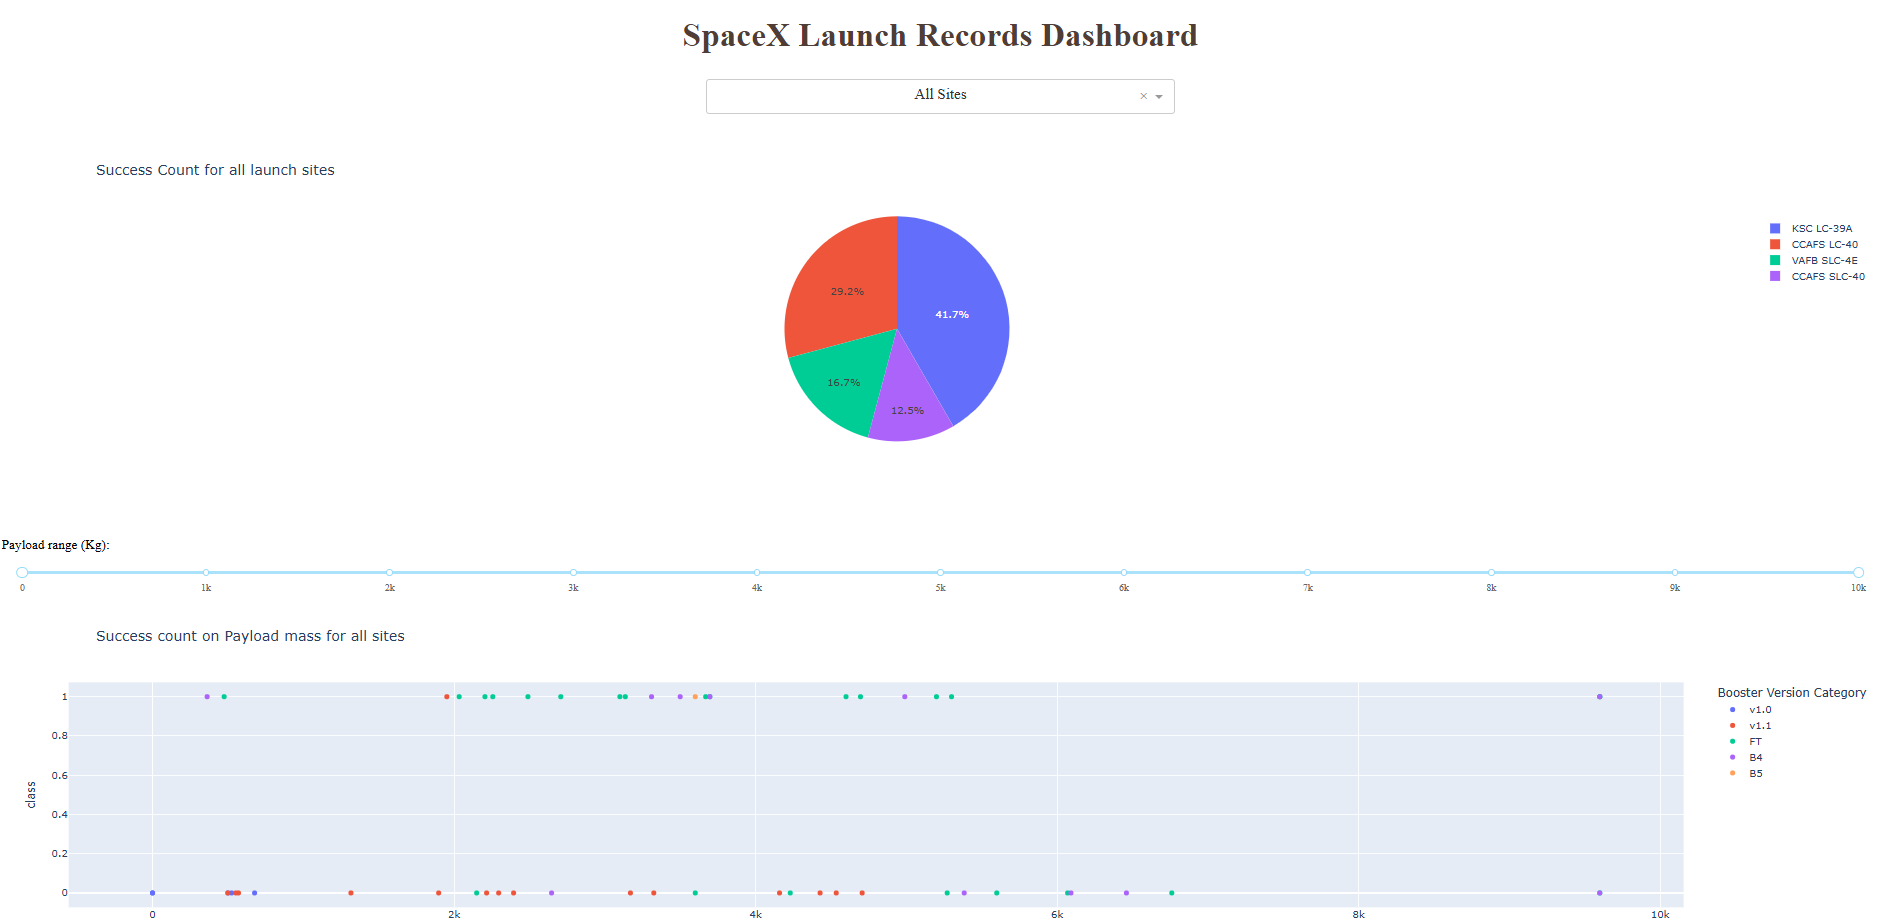 SpaceX Launch Records Dashboard
All Sites
×
Success Count for all launch sites
KSC LC-39A
CCAFS LC-40
VAFB SLC-4E
CCAFS SLC-40
29.2%
41.7%
16.7%
12.5%
Payload range (Kg):
0 1k 2k 3k 4k 5k 6k 7k 8k 9k 10k
Success count on Payload mass for all sites
Booster Version Category
v1.0
v1.1
FT
B4
B5
class
1
0.8
0.6
0.4
0.2
0
0 2k 4k 6k 8k 10k